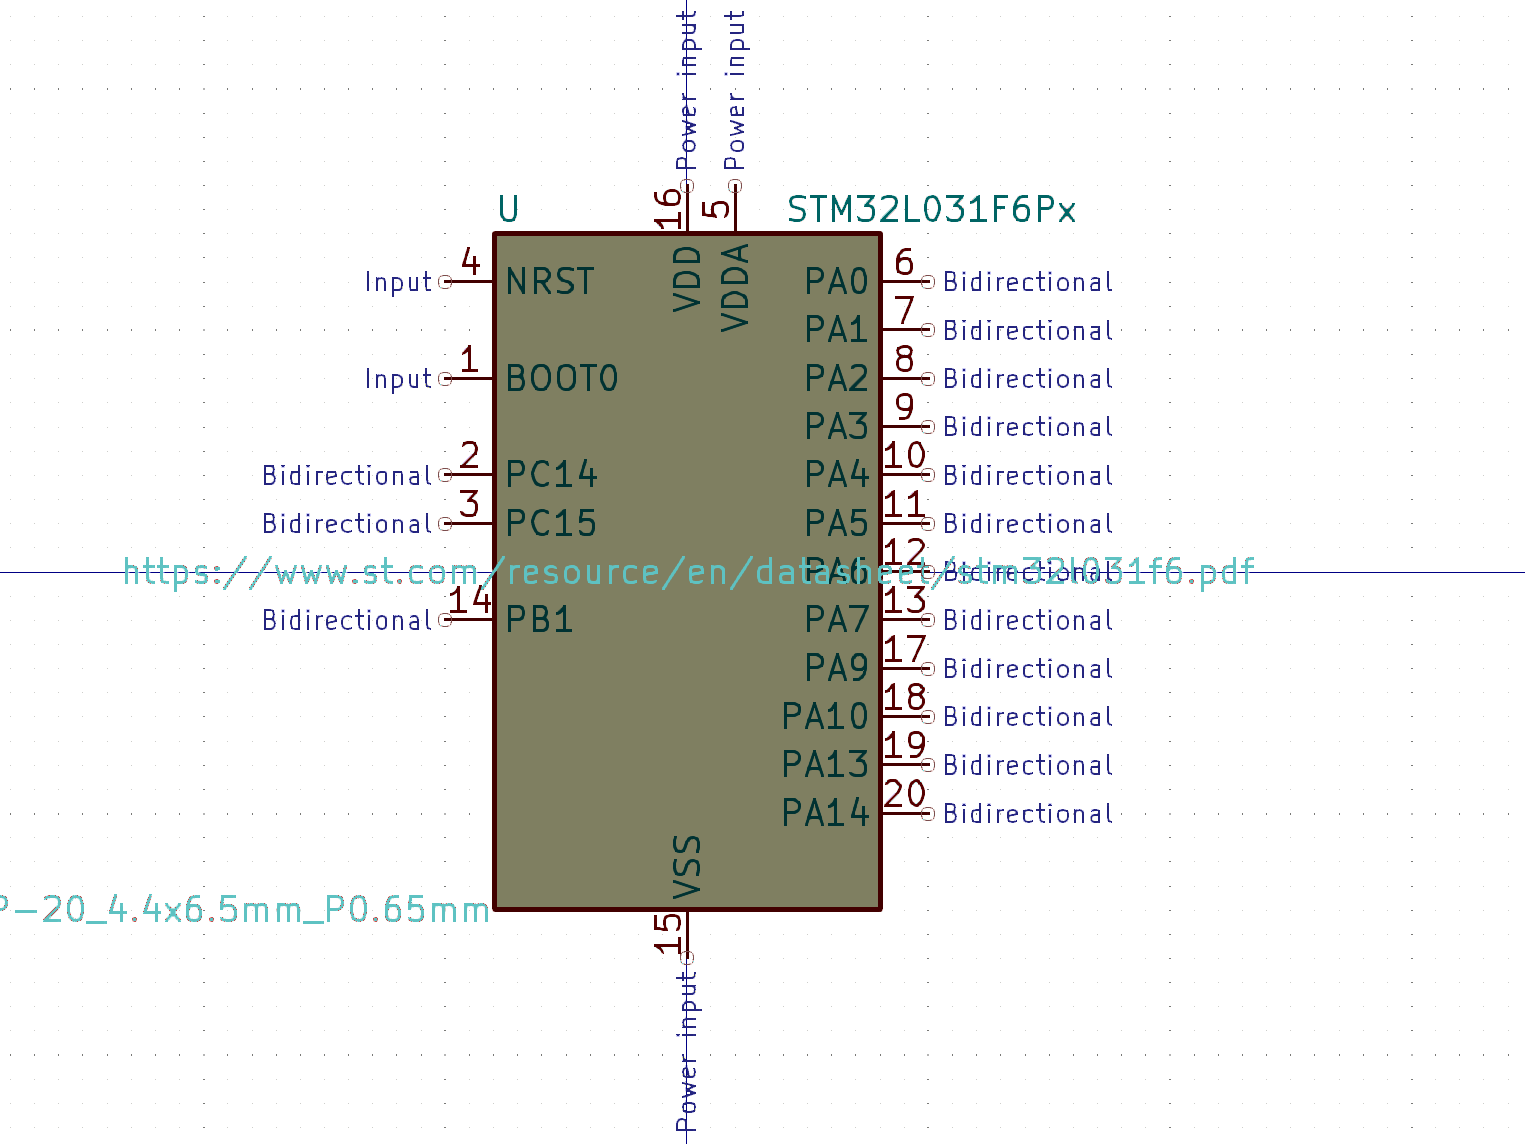 Power input
Power input
16
5
U
STM32L031F6Px
VDD
VDDA
Input
4
NRST
PA0
6
Bidirectional
PA1
7
Bidirectional
Input
1
BOOT0
PA2
8
Bidirectional
PA3
9
Bidirectional
Bidirectional
2
PC14
PA4
10
Bidirectional
Bidirectional
3
PC15
PA5
11
Bidirectional
https://www.st.com/resource/en/datasheet/stm32l031f6.pdf
PA6
12
Bidirectional
Bidirectional
14
PB1
PA7
13
Bidirectional
PA9
17
Bidirectional
PA10
18
Bidirectional
PA13
19
Bidirectional
PA14
20
Bidirectional
VSS
P-20_4.4x6.5mm_P0.65mm
15
Power input